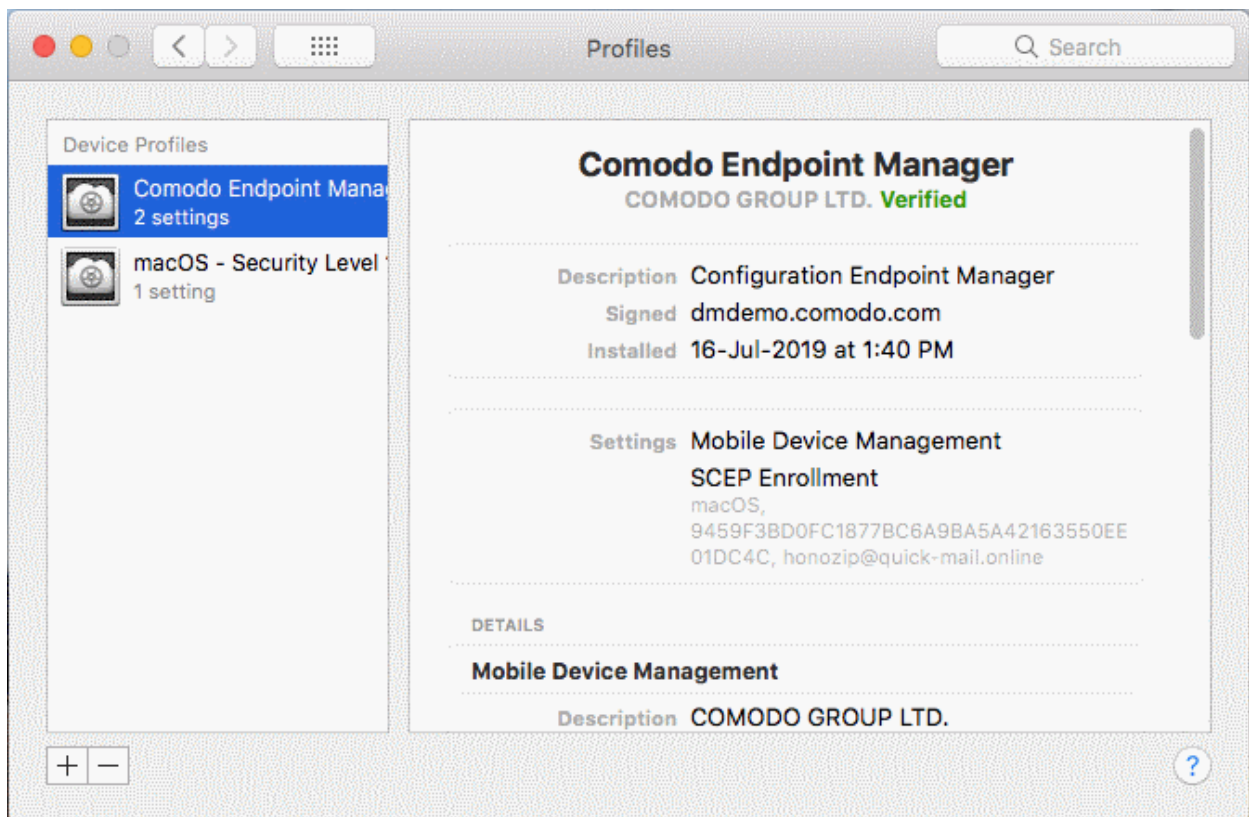 Profiles
Search
Device Profiles
Comodo Endpoint Mana
2 settings
macOS - Security Level
1 setting
Comodo Endpoint Manager
COMODO GROUP LTD. Verified
Description Configuration Endpoint Manager
Signed dmdemo.comodo.com
Installed 16-Jul-2019 at 1:40 PM
Settings Mobile Device Management
SCEP Enrollment
macOS,
9459F3BD0FC1877BC6A9BA5A42163550EE
01DC4C, honozip@quick-mail.online
DETAILS
Mobile Device Management
Description COMODO GROUP LTD.
+ −
?